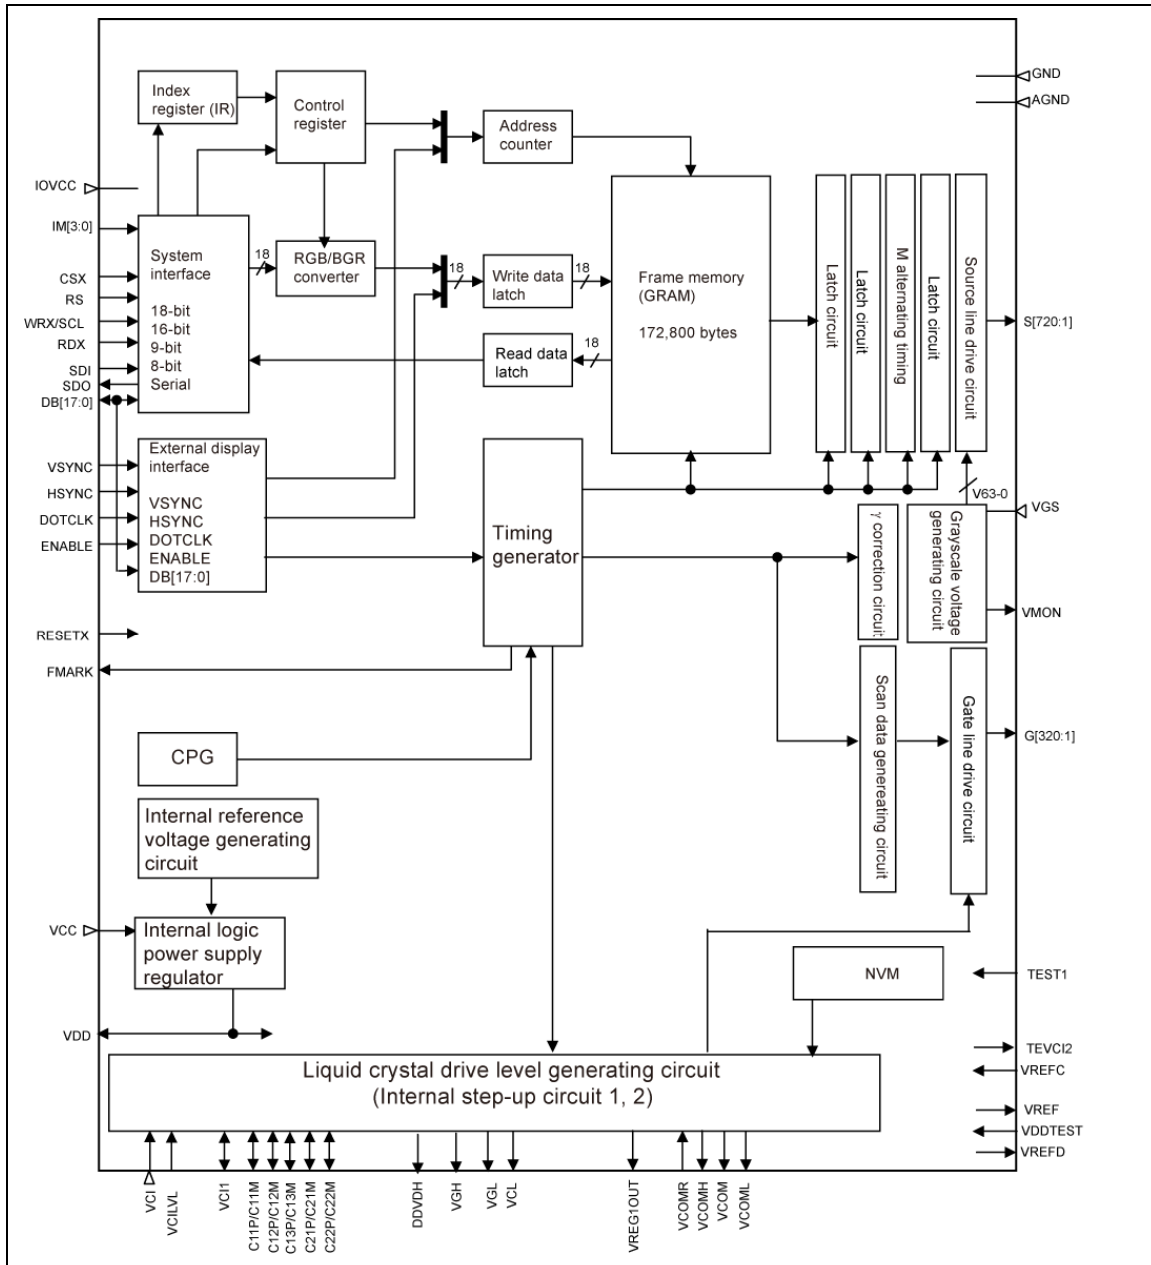 GND
AGND
Index
register (IR)
Control
register
Address
counter
IOVCC
IM[3:0]
CSX
RS
WRX/SCL
RDX
SDI
SDO
DB[17:0]
System
interface
18-bit
16-bit
9-bit
8-bit
Serial
18
RGB/BGR
converter
18
Write data
latch
18
Read data
latch
18
Frame memory
(GRAM)
172,800 bytes
Latch circuit
Latch circuit
M alternating timing
Latch circuit
Source line drive circuit
S[720:1]
VSYNC
HSYNC
DOTCLK
ENABLE
External display
interface
VSYNC
HSYNC
DOTCLK
ENABLE
DB[17:0]
Timing
generator
V63-0
VGS
γ correction circuit
Grayscale voltage
generating circuit
VMON
RESETX
FMARK
Scan data genereating circuit
Gate line drive circuit
G[320:1]
CPG
Internal reference
voltage generating
circuit
VCC
Internal logic
power supply
regulator
VDD
NVM
TEST1
TEVCI2
VREFC
VREF
VDDTEST
VREFD
Liquid crystal drive level generating circuit
(Internal step-up circuit 1, 2)
VCI
VCILVL
VCI1
C11P/C11M
C12P/C12M
C13P/C13M
C21P/C21M
C22P/C22M
DDVDH
VGH
VGL
VCL
VREG1OUT
VCOMR
VCOMH
VCOM
VCOML